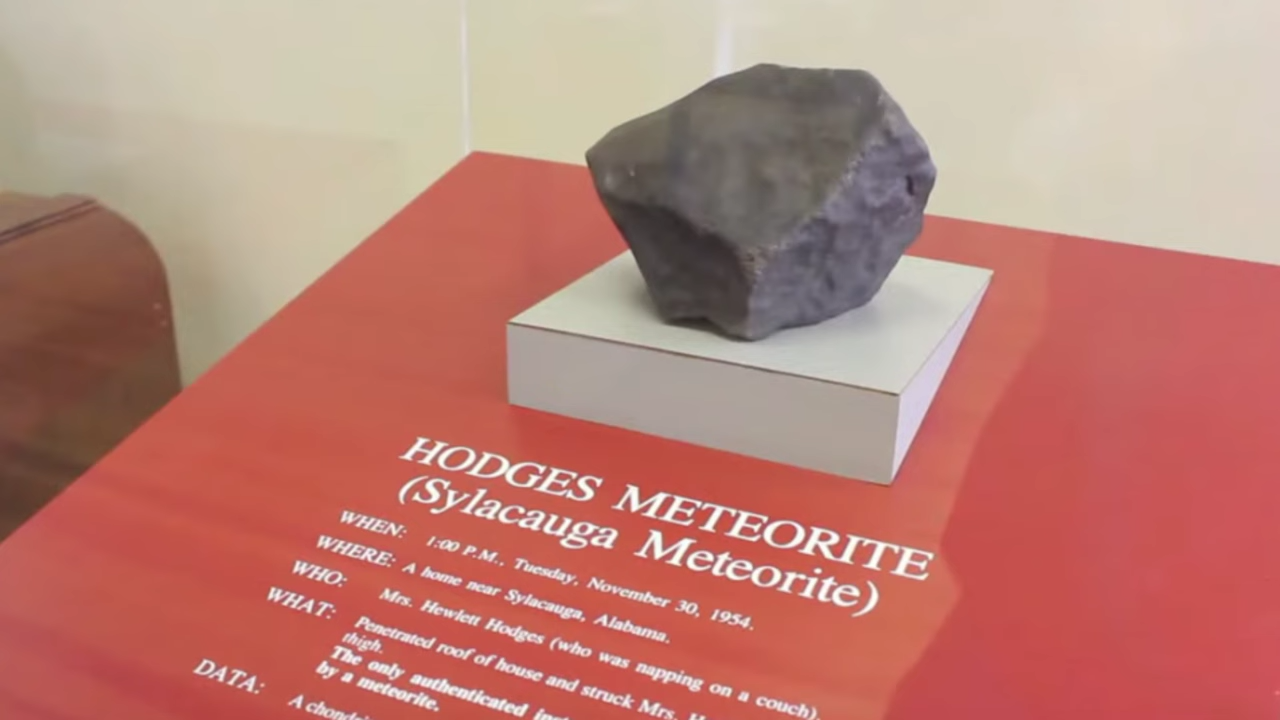 HODGES METEORITE
(Sylacauga Meteorite)
WHEN: 1:00 P.M., Tuesday, November 30, 1954.
WHERE: A home near Sylacauga, Alabama.
WHO: Mrs. Hewlett Hodges (who was napping on a couch).
WHAT: Penetrated roof of house and struck Mrs.
thigh.
The only authenticated
by a meteorite.
DATA: A